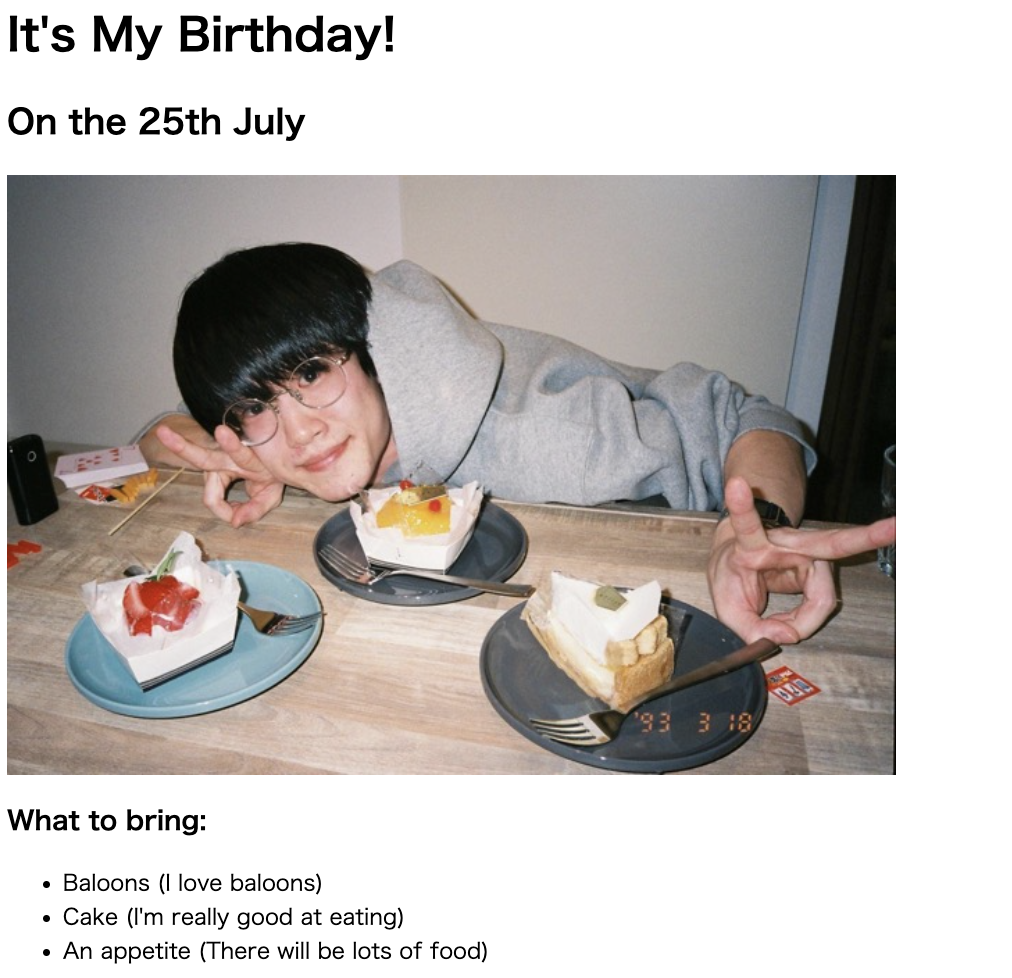 It's My Birthday!
On the 25th July
'93 3 18
What to bring:
Baloons (I love baloons)
Cake (I'm really good at eating)
An appetite (There will be lots of food)